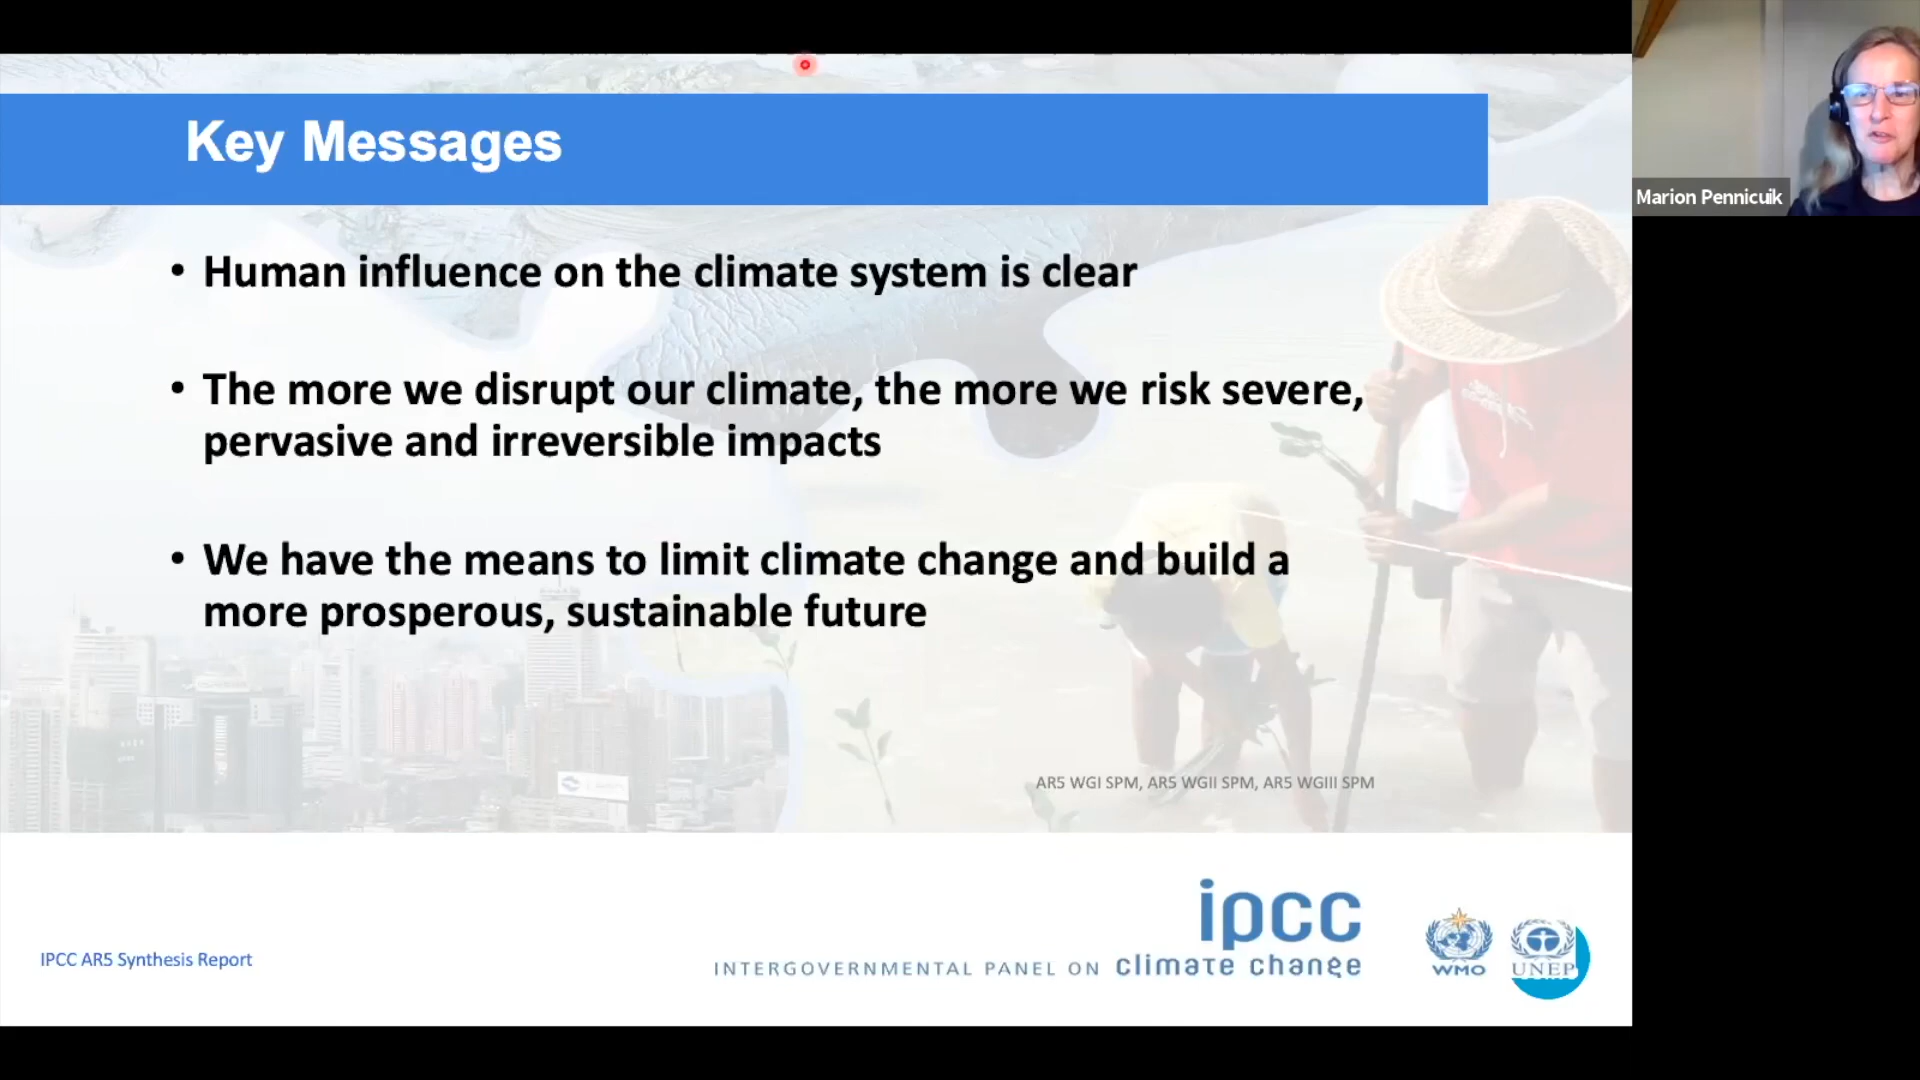 Key Messages
Marion Pennicuik
• Human influence on the climate system is clear
• The more we disrupt our climate, the more we risk severe,
pervasive and irreversible impacts
• We have the means to limit climate change and build a
more prosperous, sustainable future
AR5 WGI SPM, AR5 WGII SPM, AR5 WGIII SPM
IPCC AR5 Synthesis Report
ipcc
INTERGOVERNMENTAL PANEL ON climate change
WMO
UNEP